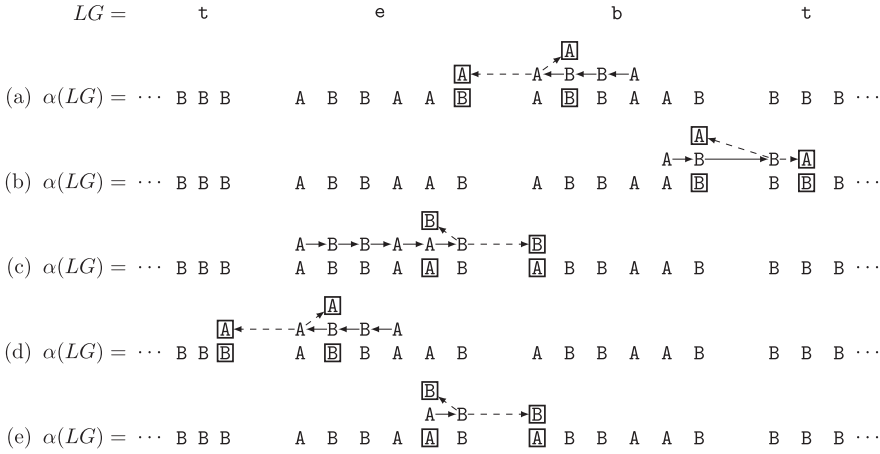 LG = t e b t
A
A A B B A
(a) α(LG) = ··· B B B A B B A A B A B B A A B B B B ···
A
A B B A
(b) α(LG) = ··· B B B A B B A A B A B B A A B B B B ···
B
A B B A A B B
(c) α(LG) = ··· B B B A B B A A B A B B A A B B B B ···
A
A A B B A
(d) α(LG) = ··· B B B A B B A A B A B B A A B B B B ···
B
A B B
(e) α(LG) = ··· B B B A B B A A B A B B A A B B B B ···